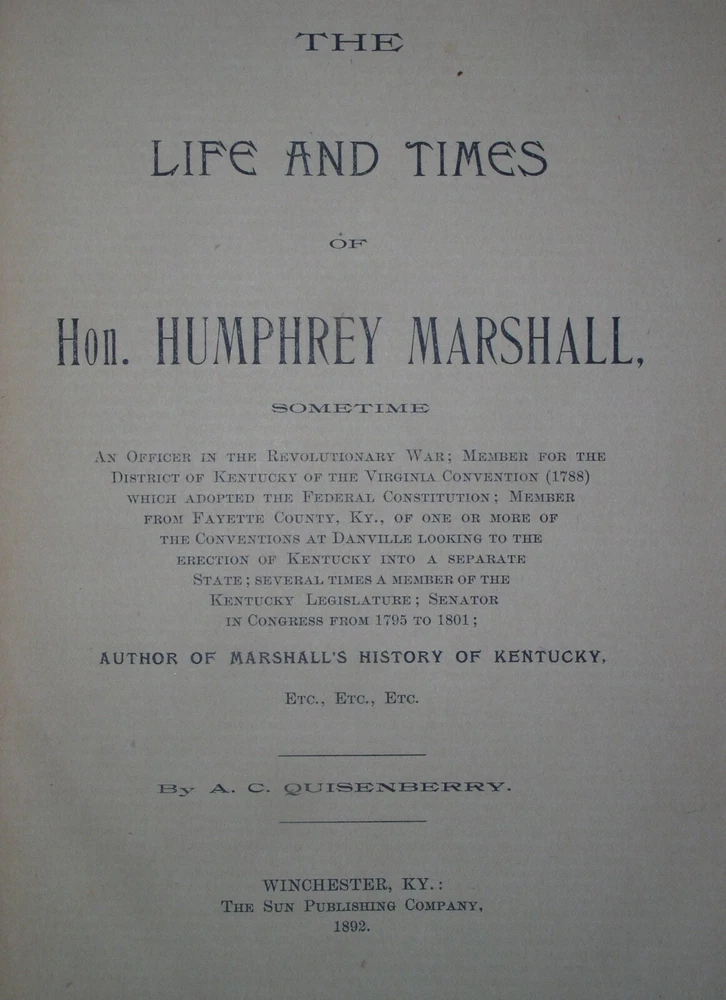 THE
LIFE AND TIMES
OF
Hon. HUMPHREY MARSHALL,
SOMETIME
An Officer in the Revolutionary War; Member for the
District of Kentucky of the Virginia Convention (1788)
which adopted the Federal Constitution; Member
from Fayette County, Ky., of one or more of
the Conventions at Danville looking to the
erection of Kentucky into a separate
State; several times a member of the
Kentucky Legislature; Senator
in Congress from 1795 to 1801;
AUTHOR OF MARSHALL'S HISTORY OF KENTUCKY,
Etc., Etc., Etc.
By A. C. QUISENBERRY.
WINCHESTER, KY.:
The Sun Publishing Company,
1892.